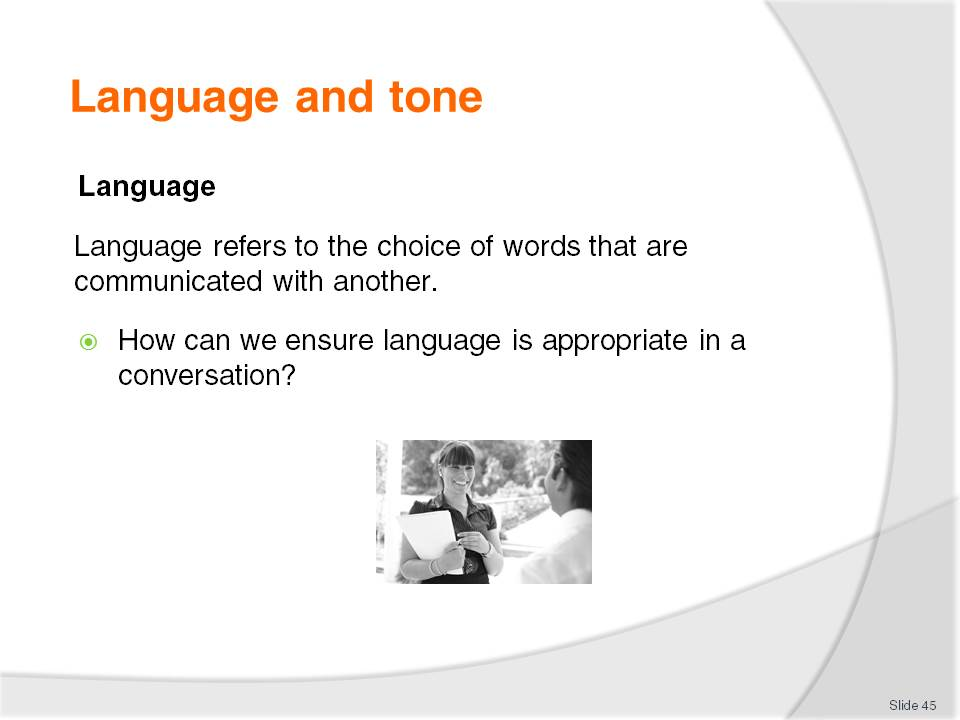 Language and tone
Language
Language refers to the choice of words that are
communicated with another.
How can we ensure language is appropriate in a
conversation?
Slide 45